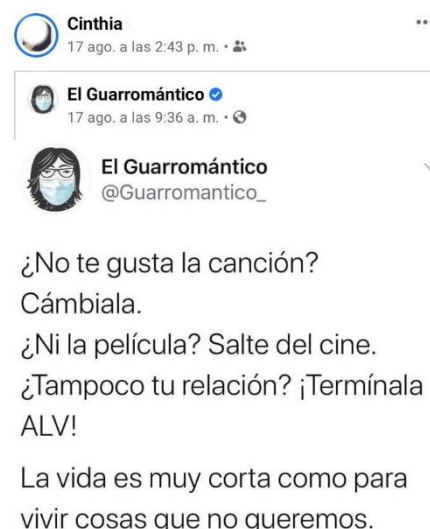 Cinthia
17 ago. a las 2:43 p. m. •
El Guarromántico
17 ago. a las 9:36 a. m. •
El Guarromántico
@Guarromantico_
¿No te gusta la canción?
Cámbiala.
¿Ni la película? Salte del cine.
¿Tampoco tu relación? ¡Termínala
ALV!
La vida es muy corta como para
vivir cosas que no queremos.